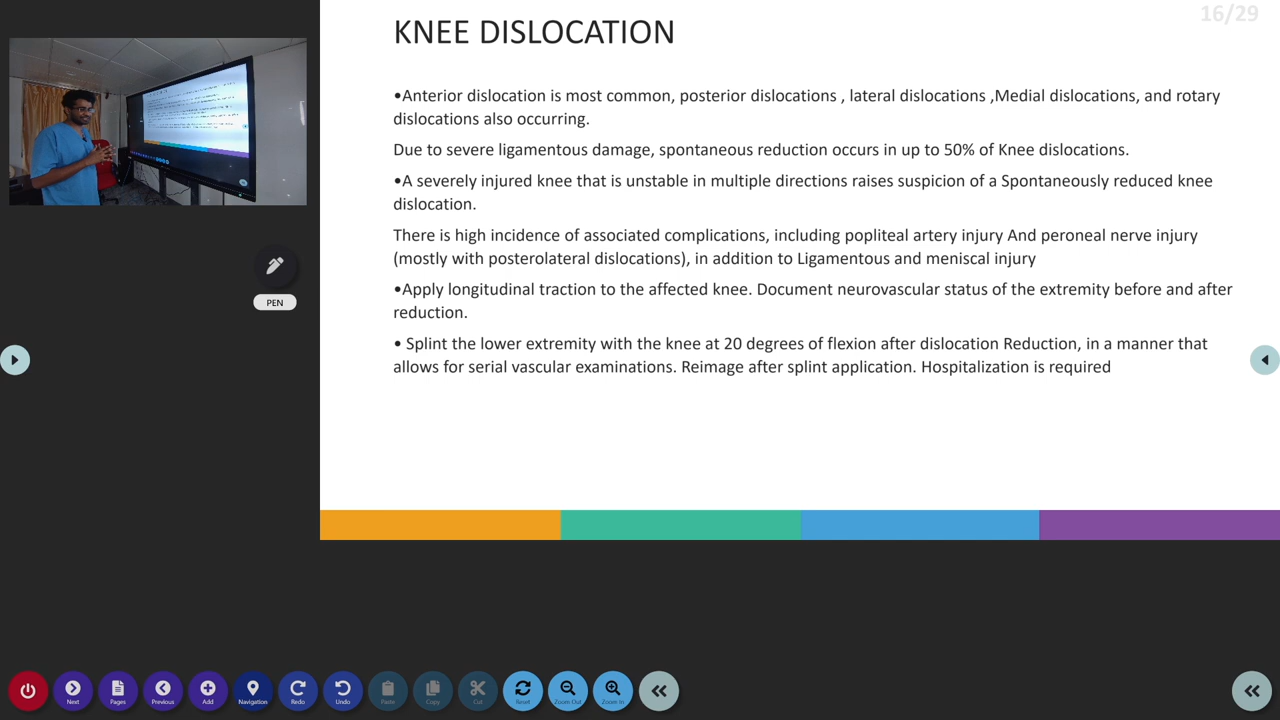 16/29
KNEE DISLOCATION
•Anterior dislocation is most common, posterior dislocations , lateral dislocations ,Medial dislocations, and rotary
dislocations also occurring.
Due to severe ligamentous damage, spontaneous reduction occurs in up to 50% of Knee dislocations.
•A severely injured knee that is unstable in multiple directions raises suspicion of a Spontaneously reduced knee
dislocation.
There is high incidence of associated complications, including popliteal artery injury And peroneal nerve injury
(mostly with posterolateral dislocations), in addition to Ligamentous and meniscal injury
•Apply longitudinal traction to the affected knee. Document neurovascular status of the extremity before and after
reduction.
• Splint the lower extremity with the knee at 20 degrees of flexion after dislocation Reduction, in a manner that
allows for serial vascular examinations. Reimage after splint application. Hospitalization is required
PEN
Next
Pages
Previous
Add
Navigation
Redo
Undo
Paste
Copy
Cut
Reset
Zoom Out
Zoom In